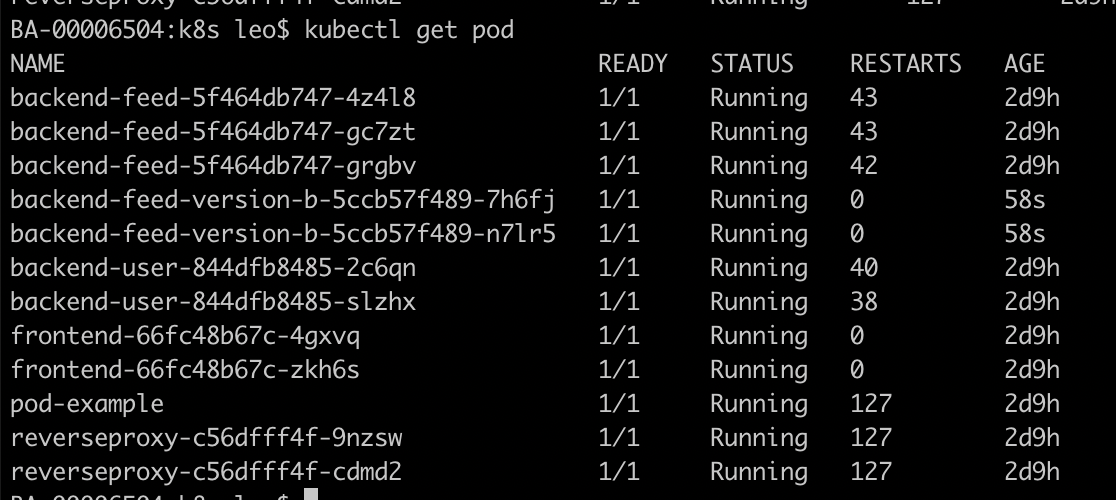 reverseproxy-c56dfff4f-cdmd2 1/1 Running 127 2d9h
BA-00006504:k8s leo$ kubectl get pod
NAME READY STATUS RESTARTS AGE
backend-feed-5f464db747-4z4l8 1/1 Running 43 2d9h
backend-feed-5f464db747-gc7zt 1/1 Running 43 2d9h
backend-feed-5f464db747-grgbv 1/1 Running 42 2d9h
backend-feed-version-b-5ccb57f489-7h6fj 1/1 Running 0 58s
backend-feed-version-b-5ccb57f489-n7lr5 1/1 Running 0 58s
backend-user-844dfb8485-2c6qn 1/1 Running 40 2d9h
backend-user-844dfb8485-slzhx 1/1 Running 38 2d9h
frontend-66fc48b67c-4gxvq 1/1 Running 0 2d9h
frontend-66fc48b67c-zkh6s 1/1 Running 0 2d9h
pod-example 1/1 Running 127 2d9h
reverseproxy-c56dfff4f-9nzsw 1/1 Running 127 2d9h
reverseproxy-c56dfff4f-cdmd2 1/1 Running 127 2d9h
BA-00006504:k8s leo$